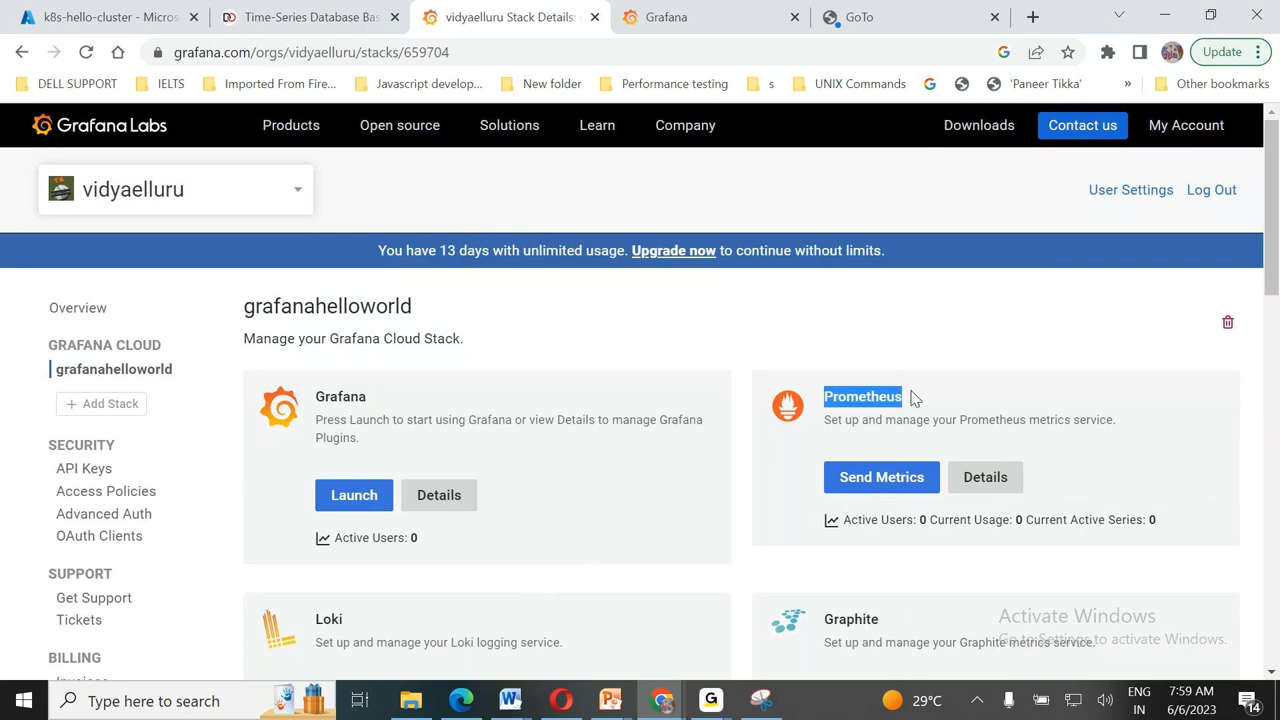 k8s-hello-cluster - Micros
Time-Series Database Bas
vidyaelluru Stack Details:
Grafana
GoTo
grafana.com/orgs/vidyaelluru/stacks/659704
Update
DELL SUPPORT
IELTS
Imported From Fire...
Javascript develop...
New folder
Performance testing
s
UNIX Commands
'Paneer Tikka'
»
Other bookmarks
Grafana Labs
Products
Open source
Solutions
Learn
Company
Downloads
Contact us
My Account
vidyaelluru
User Settings
Log Out
You have 13 days with unlimited usage. Upgrade now to continue without limits.
Overview
GRAFANA CLOUD
grafanahelloworld
+ Add Stack
SECURITY
API Keys
Access Policies
Advanced Auth
OAuth Clients
SUPPORT
Get Support
Tickets
BILLING
grafanahelloworld
Manage your Grafana Cloud Stack.
Grafana
Press Launch to start using Grafana or view Details to manage Grafana
Plugins.
Launch
Details
Active Users: 0
Prometheus
Set up and manage your Prometheus metrics service.
Send Metrics
Details
Active Users: 0 Current Usage: 0 Current Active Series: 0
Loki
Set up and manage your Loki logging service.
Graphite
Set up and manage your Graphite metrics service.
Activate Windows
Go to Settings to activate Windows.
Type here to search
29°C
ENG
IN
7:59 AM
6/6/2023
14